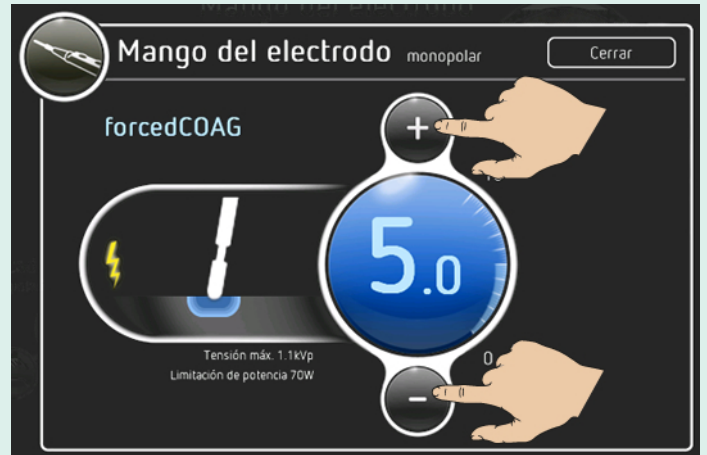 Mango del electrodo monopolar
Cerrar
forcedCOAG
+
5.0
0
Tensión máx. 1.1kVp
Limitación de potencia 70W
-